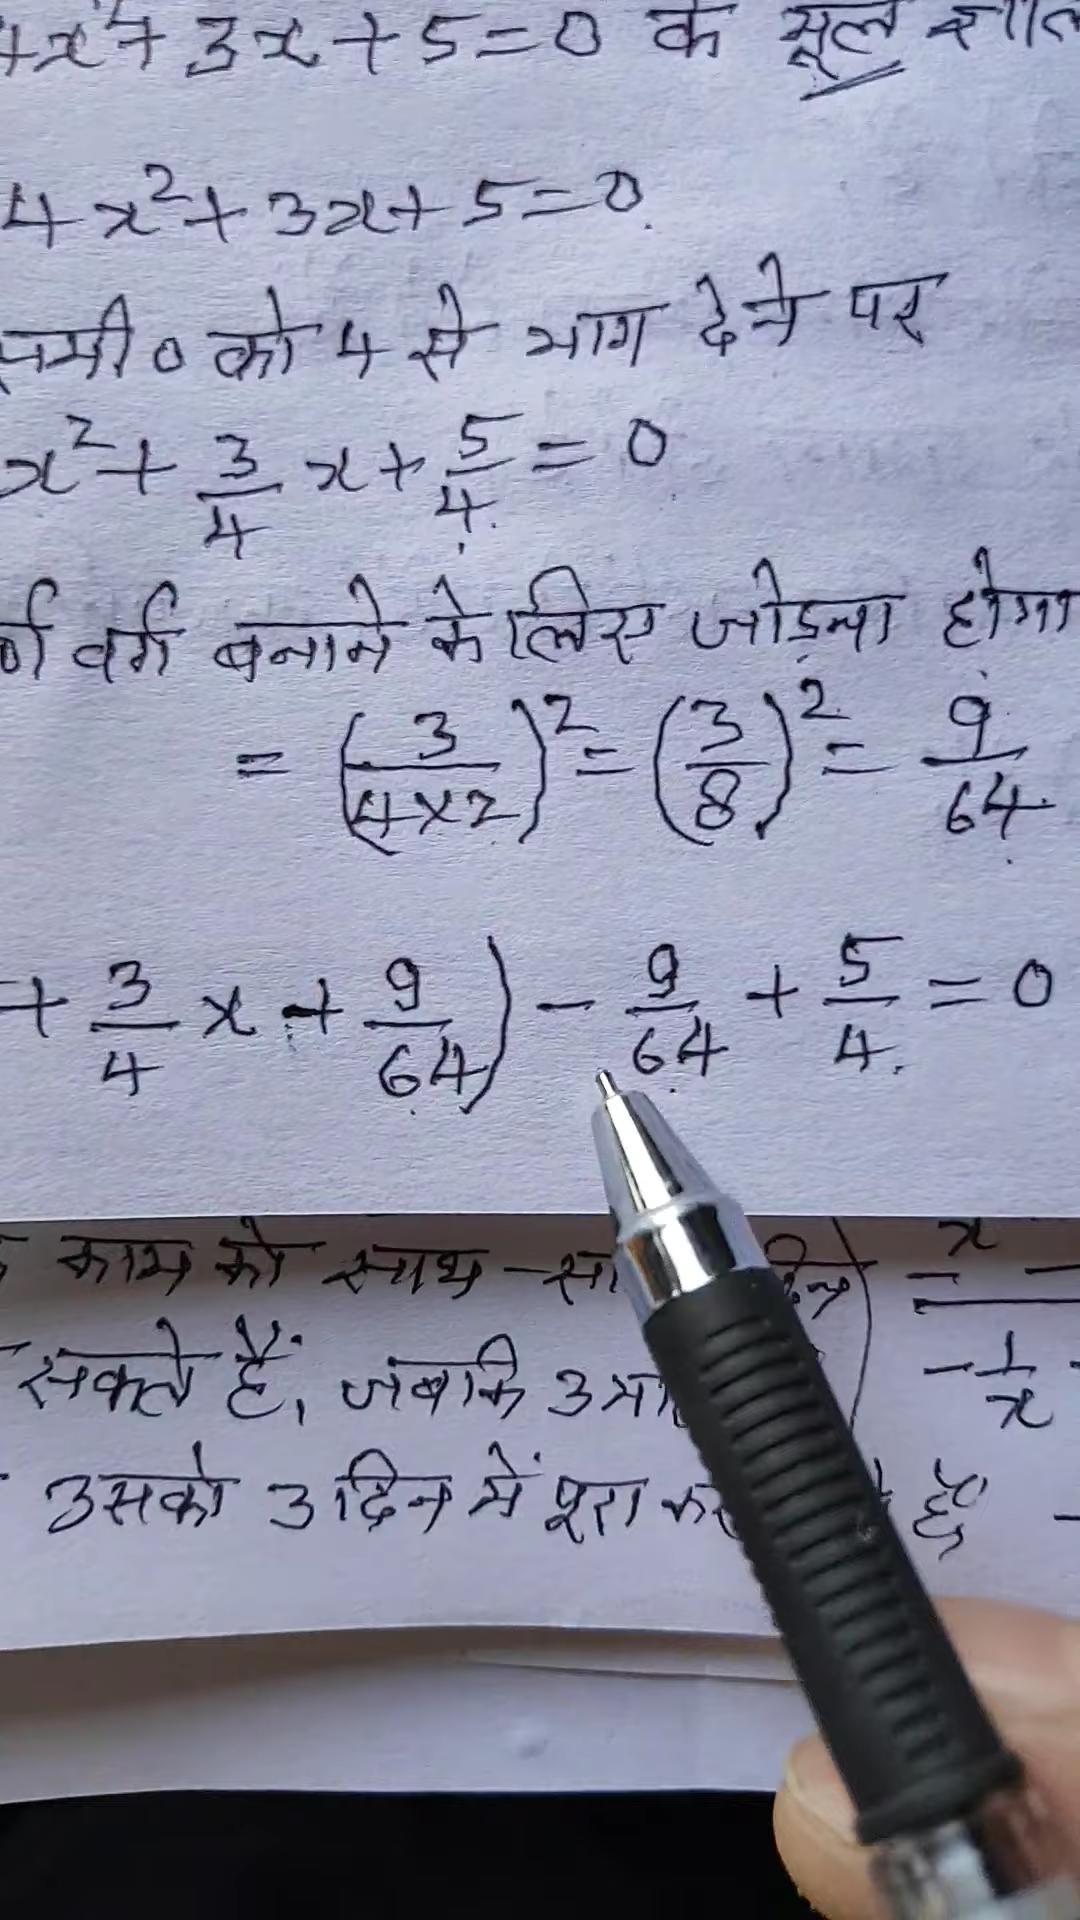 4x²+3x+5=0 के मूल
4x²+3x+5=0.
समी० को 4 से भाग देने पर
x²+ 3/4 x+ 5/4 = 0
वर्ग बनाने के लिए जोड़ना होगा
= (3/4×2)² = (3/8)² = 9/64
+ 3/4 x + 9/64) - 9/64 + 5/4 = 0
काम को साथ-सा = x -
सकते हैं, जबकि 3 - 1/x
उसको 3 दिन में पूरा हैं, -